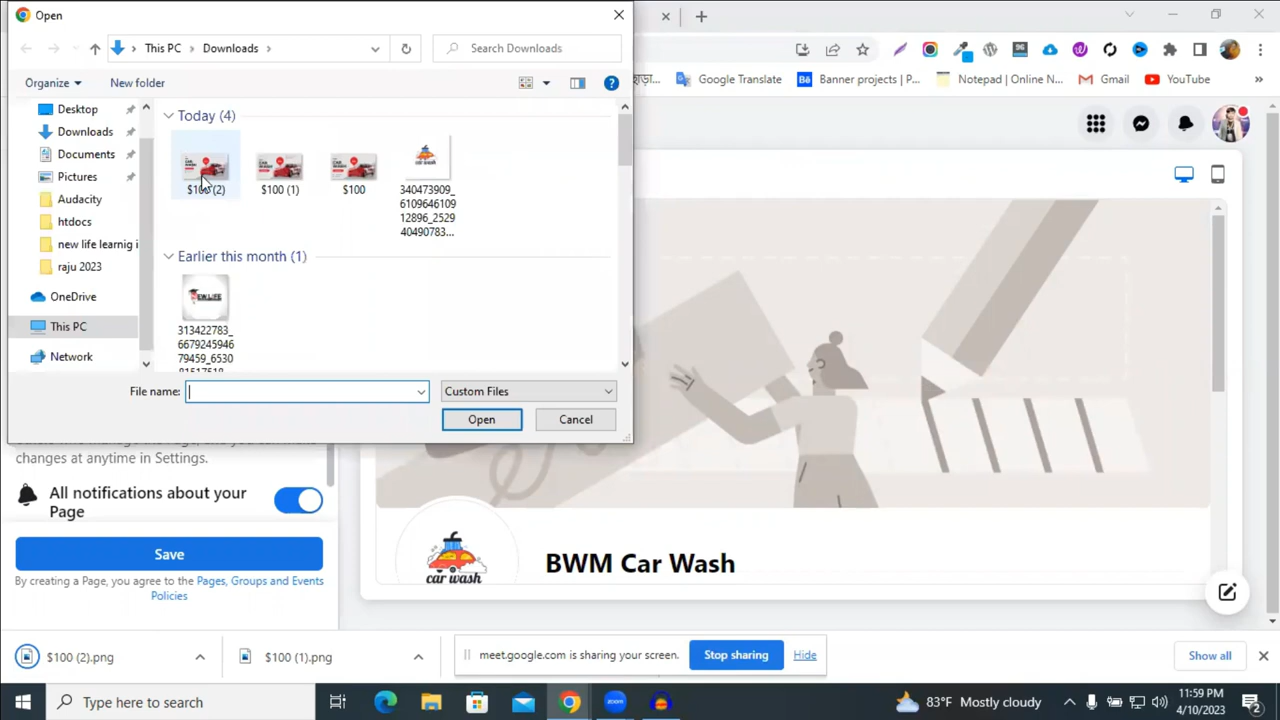 Open
This PC
Downloads
Search Downloads
Organize
New folder
Desktop
Downloads
Documents
Pictures
Audacity
htdocs
new life learnig i
raju 2023
OneDrive
This PC
Network
Today (4)
$100 (2)
$100 (1)
$100
340473909_
6109646109
12896_2529
40490783...
Earlier this month (1)
NEW LIFE
313422783_
6679245946
79459_6530
File name:
Custom Files
Open
Cancel
Google Translate
Banner projects | P...
Notepad | Online N...
Gmail
YouTube
changes at anytime in Settings.
All notifications about your
Page
Save
By creating a Page, you agree to the Pages, Groups and Events
Policies
car wash
BWM Car Wash
$100 (2).png
$100 (1).png
meet.google.com is sharing your screen.
Stop sharing
Hide
Show all
Type here to search
zoom
83°F Mostly cloudy
11:59 PM
4/10/2023
2